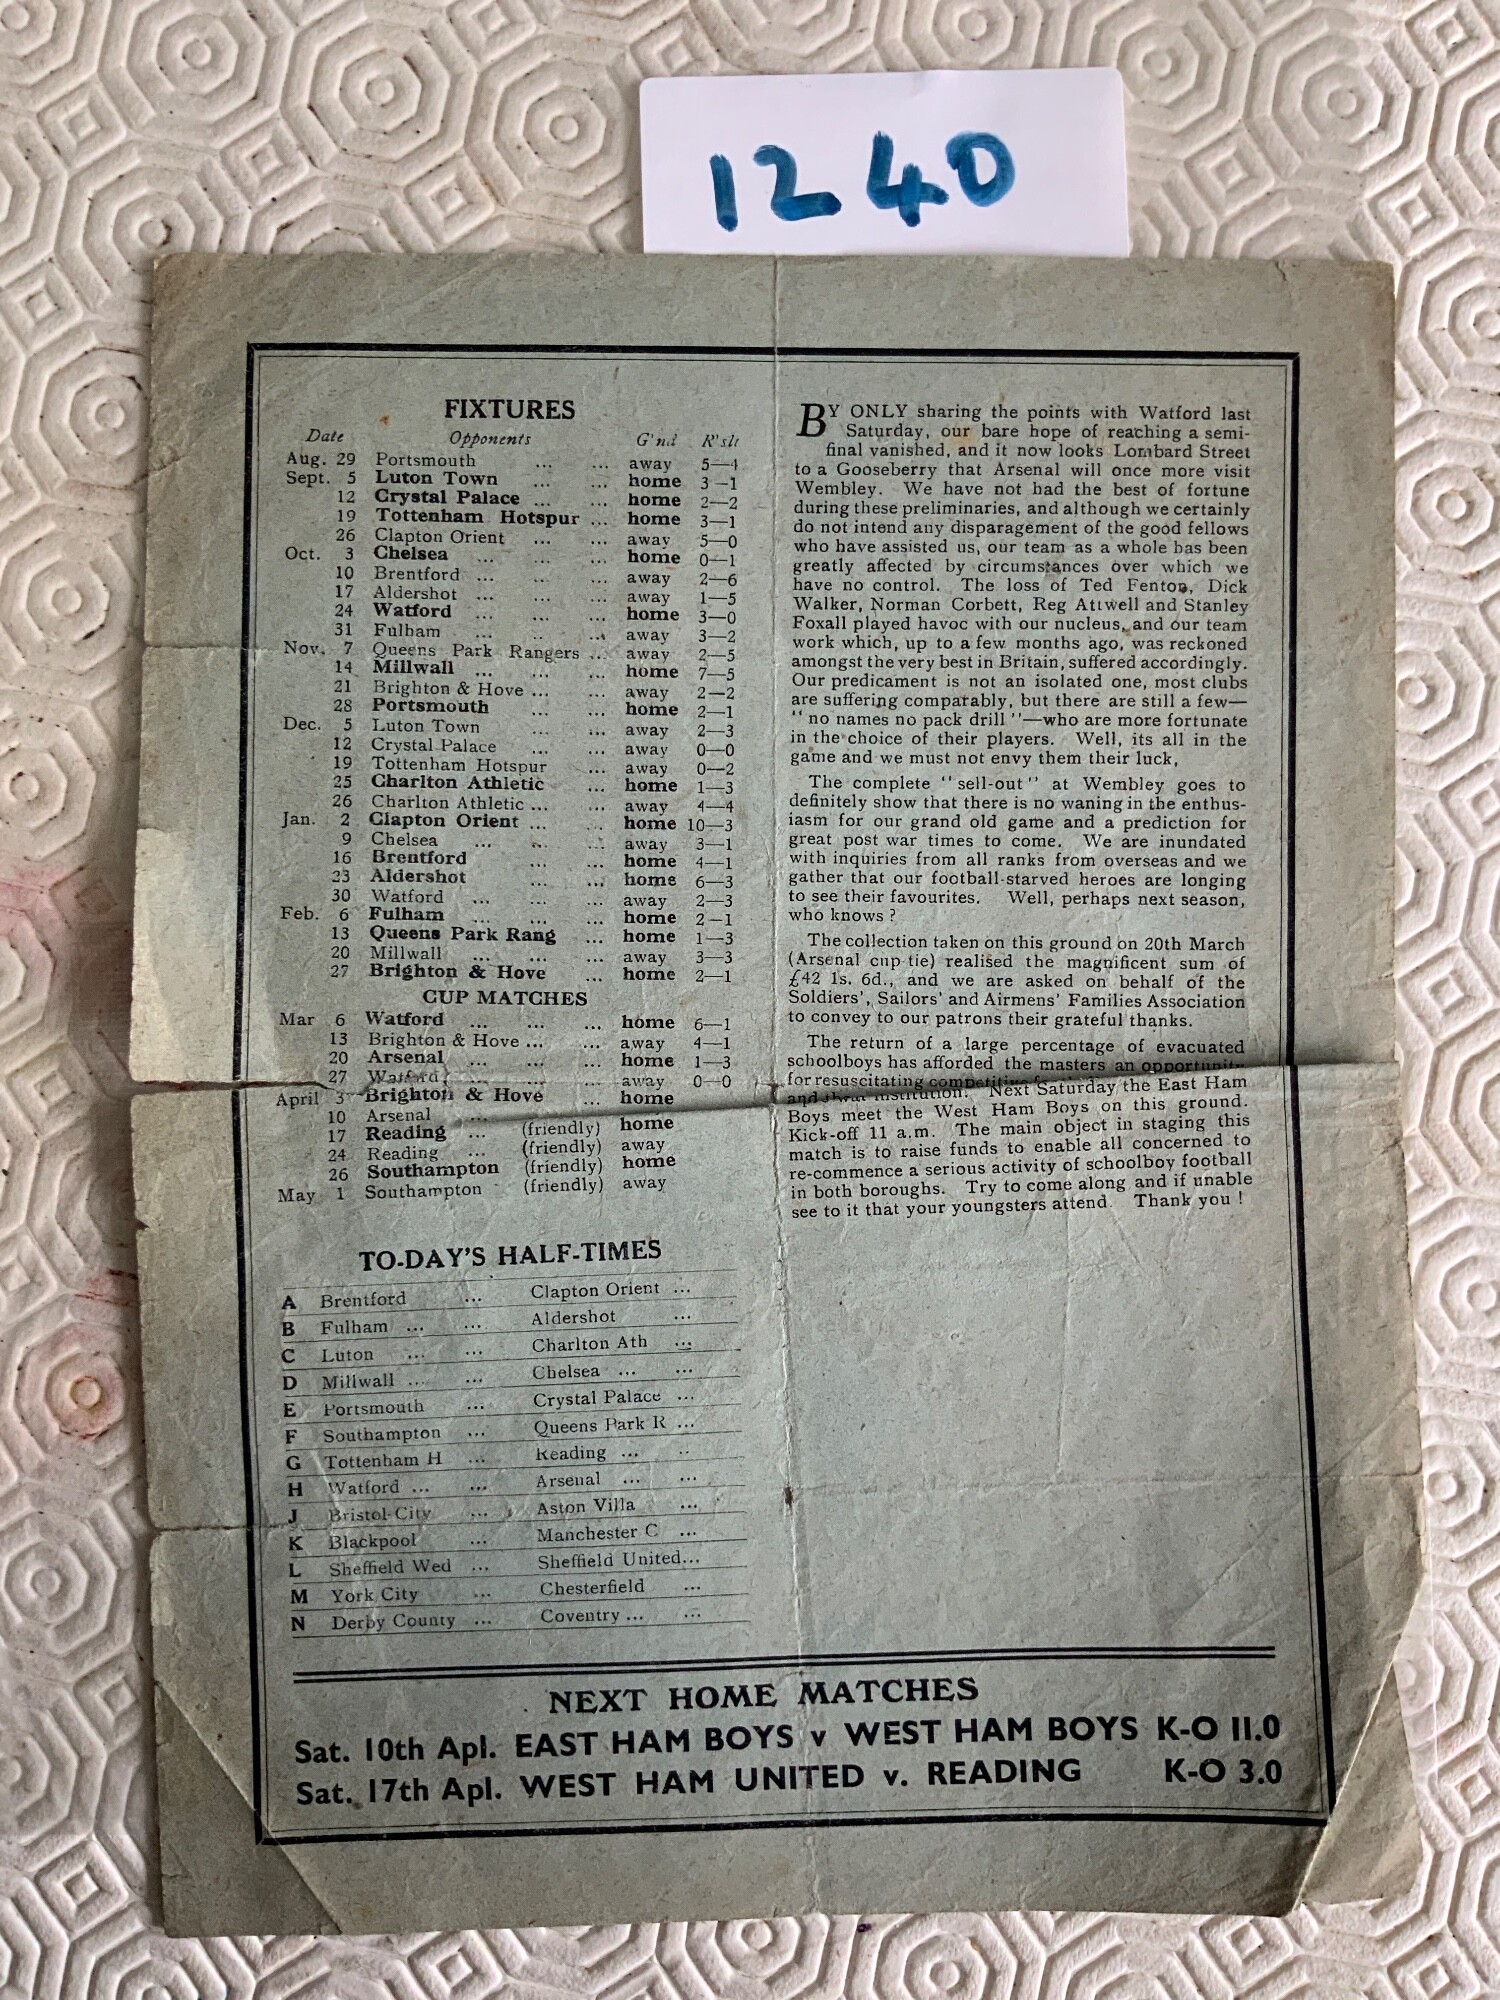 1240
FIXTURES
Date Opponents G'nd R'slt
Aug. 29 Portsmouth ... ... away 5—4
Sept. 5 Luton Town ... ... home 3—1
12 Crystal Palace ... ... home 2—2
19 Tottenham Hotspur ... home 3—1
26 Clapton Orient ... ... away 5—0
Oct. 3 Chelsea ... ... ... home 0—1
10 Brentford ... ... ... away 2—6
17 Aldershot ... ... ... away 1—5
24 Watford ... ... ... home 3—0
31 Fulham ... ... ... away 3—2
Nov. 7 Queens Park Rangers ... away 2—5
14 Millwall ... ... ... home 7—5
21 Brighton & Hove ... ... away 2—2
28 Portsmouth ... ... home 2—1
Dec. 5 Luton Town ... ... away 2—3
12 Crystal Palace ... ... away 0—0
19 Tottenham Hotspur ... away 0—2
25 Charlton Athletic ... home 1—3
26 Charlton Athletic ... ... away 4—4
Jan. 2 Clapton Orient ... ... home 10—3
9 Chelsea ... ... ... away 3—1
16 Brentford ... ... home 4—1
23 Aldershot ... ... home 6—3
30 Watford ... ... ... away 2—3
Feb. 6 Fulham ... ... ... home 2—1
13 Queens Park Rang ... home 1—3
20 Millwall ... ... ... away 3—3
27 Brighton & Hove ... home 2—1
CUP MATCHES
Mar 6 Watford ... ... ... home 6—1
13 Brighton & Hove ... ... away 4—1
20 Arsenal ... ... ... home 1—3
27 Watford ... ... ... away 0—0
April 3 Brighton & Hove ... home
10 Arsenal ...
17 Reading ... (friendly) home
24 Reading ... (friendly) away
26 Southampton (friendly) home
May 1 Southampton (friendly) away
TO-DAY'S HALF-TIMES
A Brentford ... Clapton Orient ...
B Fulham ... ... Aldershot ...
C Luton ... ... Charlton Ath ...
D Millwall ... ... Chelsea ... ...
E Portsmouth ... Crystal Palace ...
F Southampton ... Queens Park R ...
G Tottenham H ... Reading ... ..
H Watford ... ... Arsenal ... ...
J Bristol City ... Aston Villa ...
K Blackpool ... Manchester C ...
L Sheffield Wed ... Sheffield United...
M York City ... Chesterfield ...
N Derby County ... Coventry ... ...
BY ONLY sharing the points with Watford last
Saturday, our bare hope of reaching a semi-
final vanished, and it now looks Lombard Street
to a Gooseberry that Arsenal will once more visit
Wembley. We have not had the best of fortune
during these preliminaries, and although we certainly
do not intend any disparagement of the good fellows
who have assisted us, our team as a whole has been
greatly affected by circumstances over which we
have no control. The loss of Ted Fenton, Dick
Walker, Norman Corbett, Reg Attwell and Stanley
Foxall played havoc with our nucleus, and our team
work which, up to a few months ago, was reckoned
amongst the very best in Britain, suffered accordingly.
Our predicament is not an isolated one, most clubs
are suffering comparably, but there are still a few—
"no names no pack drill"—who are more fortunate
in the choice of their players. Well, its all in the
game and we must not envy them their luck,
The complete "sell-out" at Wembley goes to
definitely show that there is no waning in the enthus-
iasm for our grand old game and a prediction for
great post war times to come. We are inundated
with inquiries from all ranks from overseas and we
gather that our football-starved heroes are longing
to see their favourites. Well, perhaps next season,
who knows ?
The collection taken on this ground on 20th March
(Arsenal cup-tie) realised the magnificent sum of
£42 1s. 6d., and we are asked on behalf of the
Soldiers', Sailors' and Airmens' Families Association
to convey to our patrons their grateful thanks.
The return of a large percentage of evacuated
schoolboys has afforded the masters an opportunity
for resuscitating
institution. Next Saturday the East Ham
Boys meet the West Ham Boys on this ground.
Kick-off 11 a.m. The main object in staging this
match is to raise funds to enable all concerned to
re-commence a serious activity of schoolboy football
in both boroughs. Try to come along and if unable
see to it that your youngsters attend. Thank you !
NEXT HOME MATCHES
Sat. 10th Apl. EAST HAM BOYS v WEST HAM BOYS K-O 11.0
Sat. 17th Apl. WEST HAM UNITED v. READING K-O 3.0